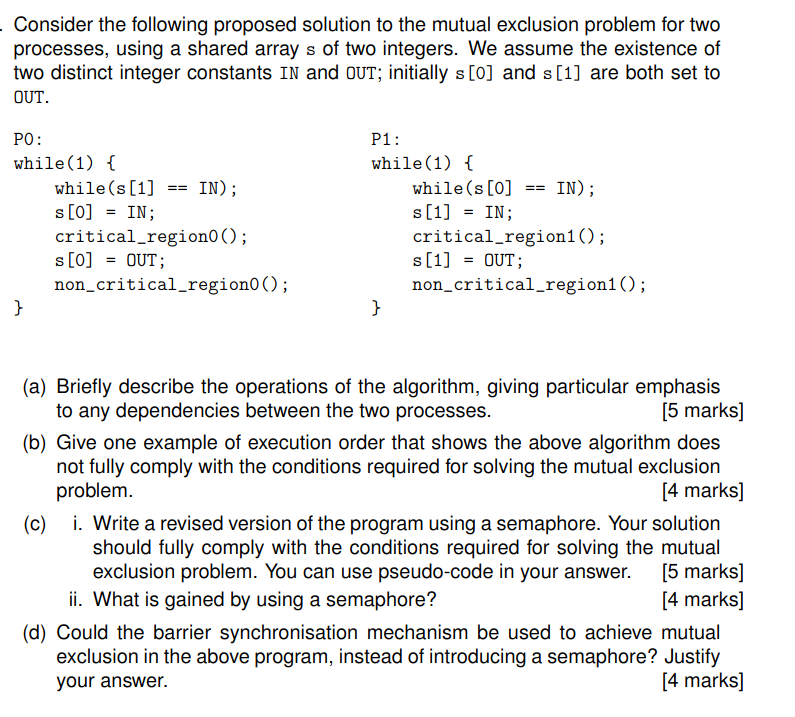 Consider the following proposed solution to the mutual exclusion problem for two
processes, using a shared array s of two integers. We assume the existence of
two distinct integer constants IN and OUT; initially s[0] and s[1] are both set to
OUT.
P0:
while(1) {
    while(s[1] == IN);
    s[0] = IN;
    critical_region0();
    s[0] = OUT;
    non_critical_region0();
}
P1:
while(1) {
    while(s[0] == IN);
    s[1] = IN;
    critical_region1();
    s[1] = OUT;
    non_critical_region1();
}
(a) Briefly describe the operations of the algorithm, giving particular emphasis
to any dependencies between the two processes. [5 marks]
(b) Give one example of execution order that shows the above algorithm does
not fully comply with the conditions required for solving the mutual exclusion
problem. [4 marks]
(c) i. Write a revised version of the program using a semaphore. Your solution
should fully comply with the conditions required for solving the mutual
exclusion problem. You can use pseudo-code in your answer. [5 marks]
ii. What is gained by using a semaphore? [4 marks]
(d) Could the barrier synchronisation mechanism be used to achieve mutual
exclusion in the above program, instead of introducing a semaphore? Justify
your answer. [4 marks]